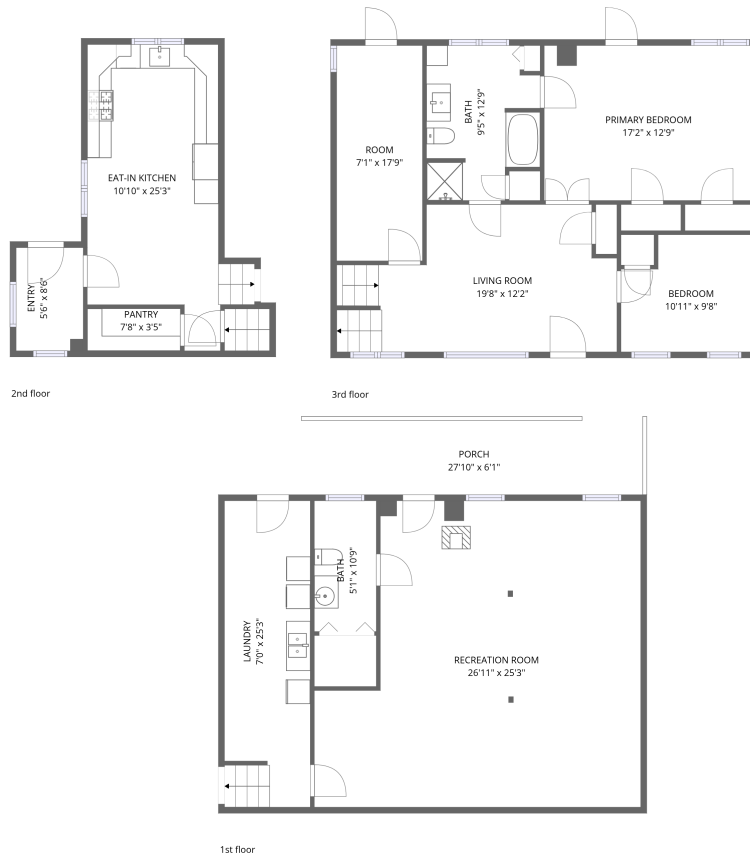 EAT-IN KITCHEN
10'10" x 25'3"
ENTRY
5'6" x 8'6"
PANTRY
7'8" x 3'5"
2nd floor
ROOM
7'1" x 17'9"
BATH
9'5" x 12'9"
PRIMARY BEDROOM
17'2" x 12'9"
LIVING ROOM
19'8" x 12'2"
BEDROOM
10'11" x 9'8"
3rd floor
PORCH
27'10" x 6'1"
LAUNDRY
7'0" x 25'3"
BATH
5'1" x 10'9"
RECREATION ROOM
26'11" x 25'3"
1st floor